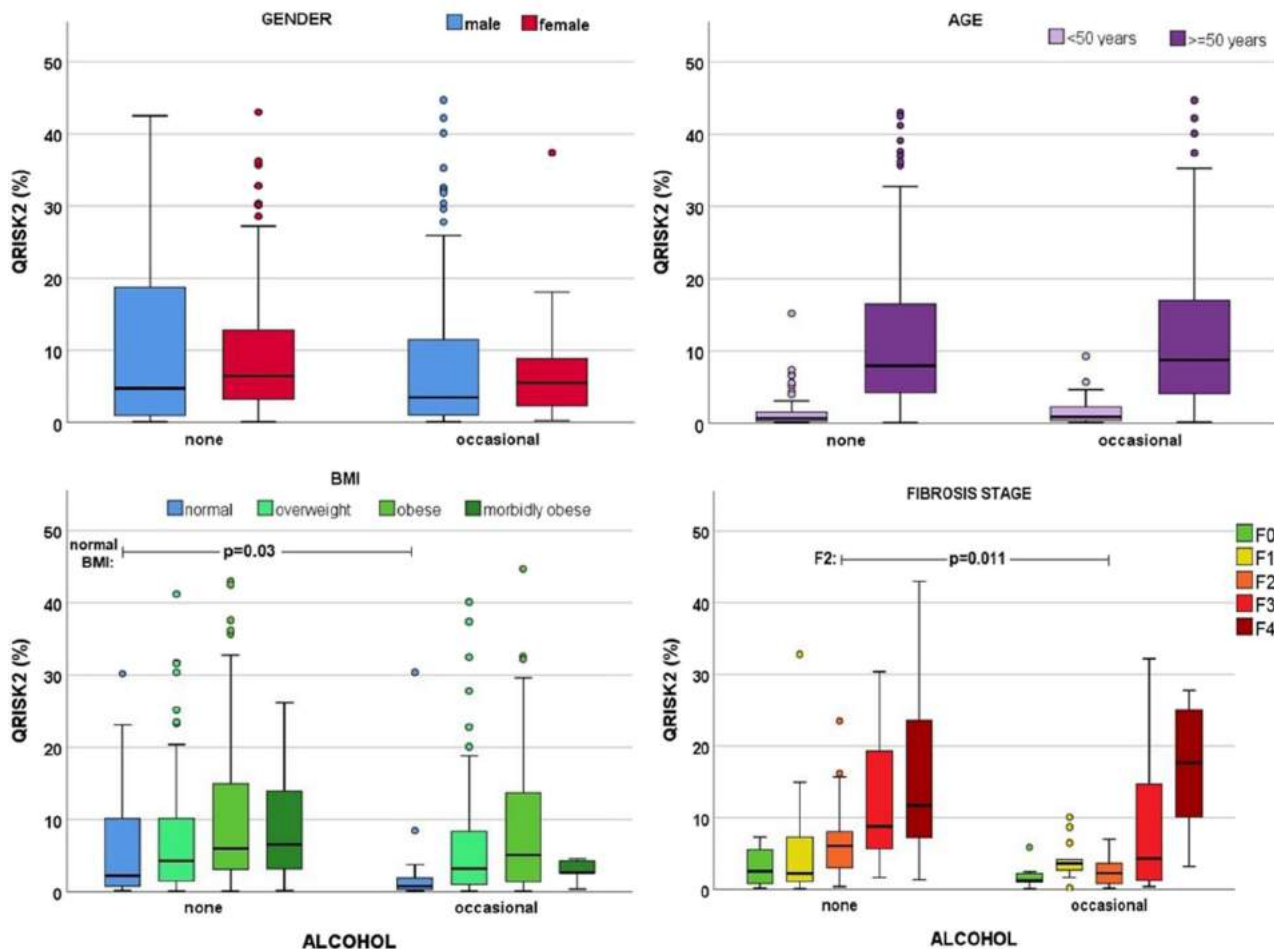 GENDER
male
female
50
40
30
20
10
0
QRISK2 (%)
none
occasional
AGE
<50 years
>=50 years
50
40
30
20
10
0
QRISK2 (%)
none
occasional
BMI
normal
overweight
obese
morbidly obese
50
40
30
20
10
0
normal
BMI:
p=0.03
QRISK2 (%)
none
occasional
ALCOHOL
FIBROSIS STAGE
F0
F1
F2
F3
F4
50
40
30
20
10
0
F2:
p=0.011
QRISK2 (%)
none
occasional
ALCOHOL